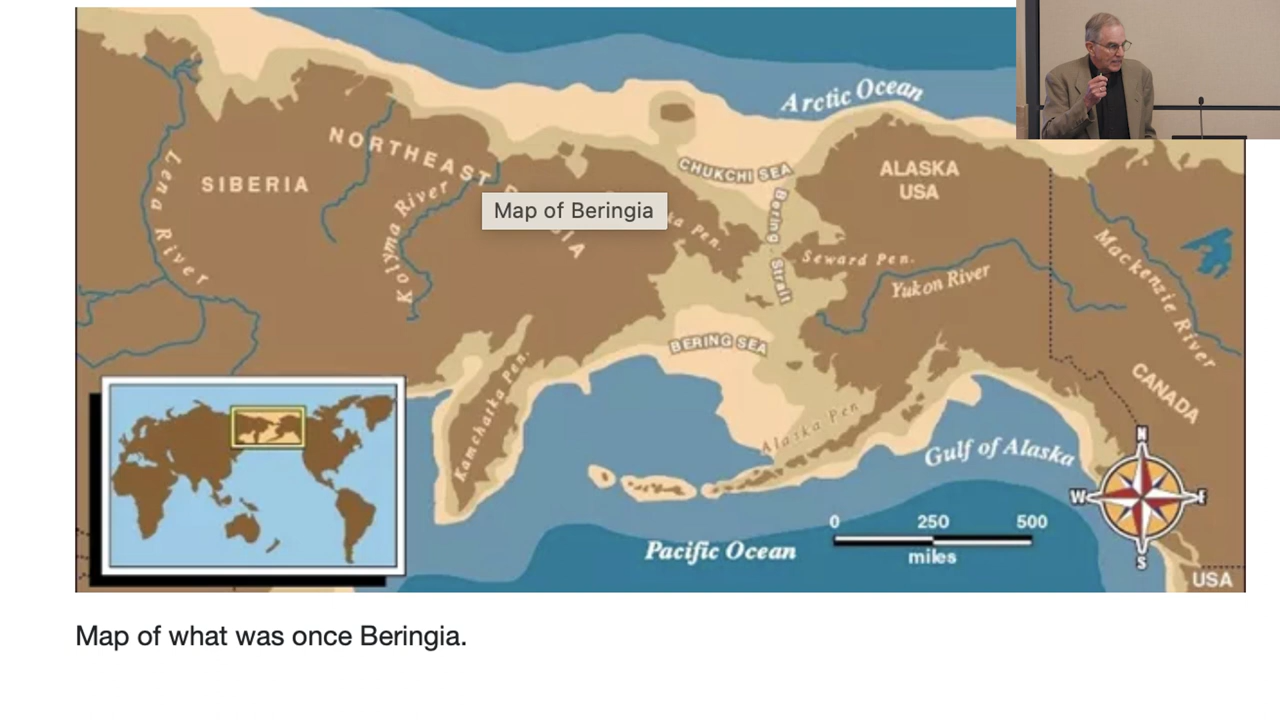 Arctic Ocean
NORTHEAST
CHUKCHI SEA
ALASKA
USA
SIBERIA
Lena River
Kolyma River
Map of Beringia
Pen.
Bering Strait
Seward Pen.
Yukon River
Mackenzie River
BERING SEA
Kamchatka Pen.
CANADA
Alaska Pen
Gulf of Alaska
N
W
E
S
0 250 500
miles
Pacific Ocean
USA
Map of what was once Beringia.